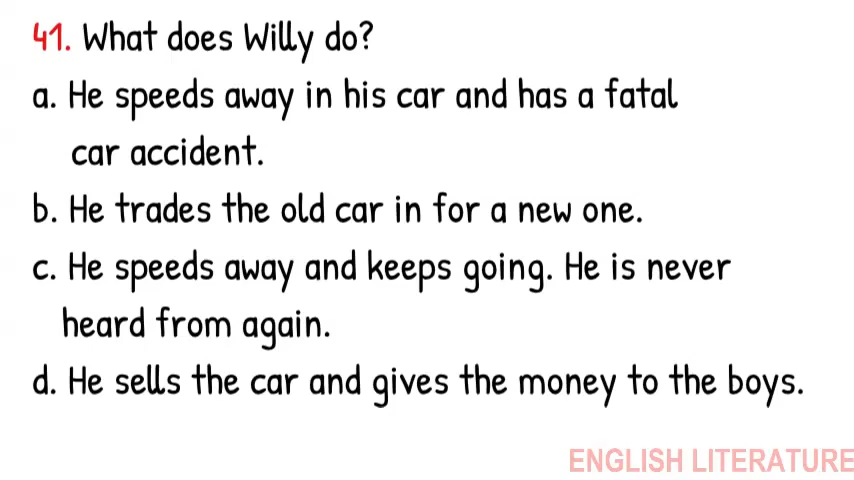 41. What does Willy do?
a. He speeds away in his car and has a fatal
car accident.
b. He trades the old car in for a new one.
c. He speeds away and keeps going. He is never
heard from again.
d. He sells the car and gives the money to the boys.
ENGLISH LITERATURE